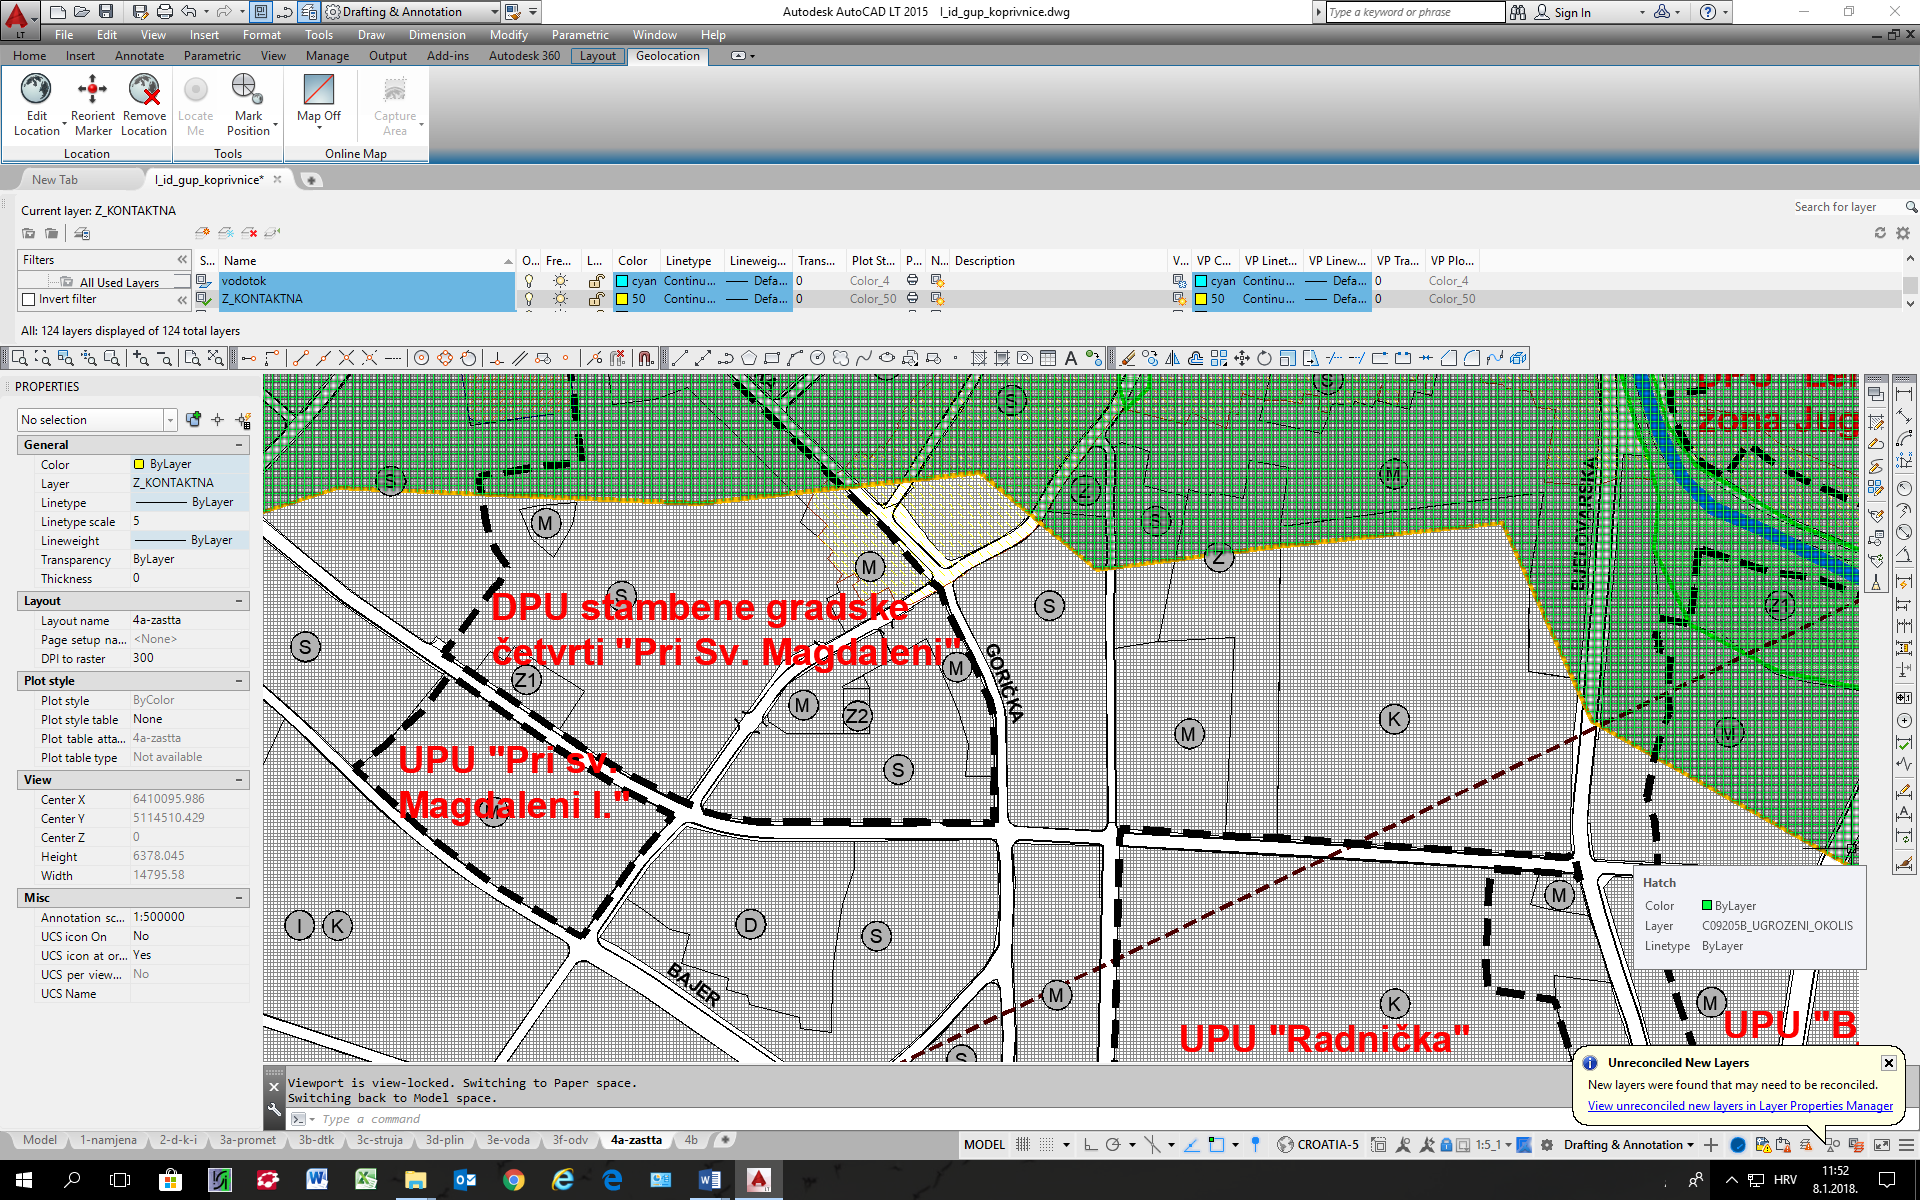 Drafting & Annotation
Autodesk AutoCAD LT 2015 l_id_gup_koprivnice.dwg
Type a keyword or phrase
Sign In
LT
File Edit View Insert Format Tools Draw Dimension Modify Parametric Window Help
Home Insert Annotate Parametric View Manage Output Add-ins Autodesk 360 Layout Geolocation
Edit Location
Reorient Marker
Remove Location
Locate Me
Mark Position
Map Off
Capture Area
Location Tools Online Map
New Tab l_id_gup_koprivnice*
Current layer: Z_KONTAKTNA
Search for layer
Filters
All Used Layers
Invert filter
S... Name O... Fre... L... Color Linetype Lineweig... Trans... Plot St... P... N... Description V... VP C... VP Linet... VP Linew... VP Tra... VP Plo...
vodotok cyan Continu... Defa... 0 Color_4 cyan Continu... Defa... 0 Color_4
Z_KONTAKTNA 50 Continu... Defa... 0 Color_50 50 Continu... Defa... 0 Color_50
All: 124 layers displayed of 124 total layers
PROPERTIES
No selection
General
Color ByLayer
Layer Z_KONTAKTNA
Linetype ByLayer
Linetype scale 5
Lineweight ByLayer
Transparency ByLayer
Thickness 0
Layout
Layout name 4a-zastta
Page setup na... <None>
DPI to raster 300
Plot style
Plot style ByColor
Plot style table None
Plot table atta... 4a-zastta
Plot table type Not available
View
Center X 6410095.986
Center Y 5114510.429
Center Z 0
Height 6378.045
Width 14795.58
Misc
Annotation sc... 1:500000
UCS icon On No
UCS icon at or... Yes
UCS per view... No
UCS Name
zona Jug
S
S
M
S
M
Z
S
M
BJELOVARSKA
Z
S
Z1
DPU stambene gradske
četvrti "Pri Sv. Magdaleni"
S
Z1
M
GORIČKA
M
Z2
M
K
M
UPU "Pri sv.
Magdaleni I."
M
S
I K
D
S
M
BAJER
M
K
M
S
UPU "Radnička"
UPU "B
Hatch
Color ByLayer
Layer C09205B_UGROZENI_OKOLIS
Linetype ByLayer
Unreconciled New Layers
New layers were found that may need to be reconciled.
View unreconciled new layers in Layer Properties Manager
Viewport is view-locked. Switching to Paper space.
Switching back to Model space.
Type a command
Model 1-namjena 2-d-k-i 3a-promet 3b-dtk 3c-struja 3d-plin 3e-voda 3f-odv 4a-zastta 4b
MODEL CROATIA-5 1:5_1 Drafting & Annotation
HRV
11:52
8.1.2018.